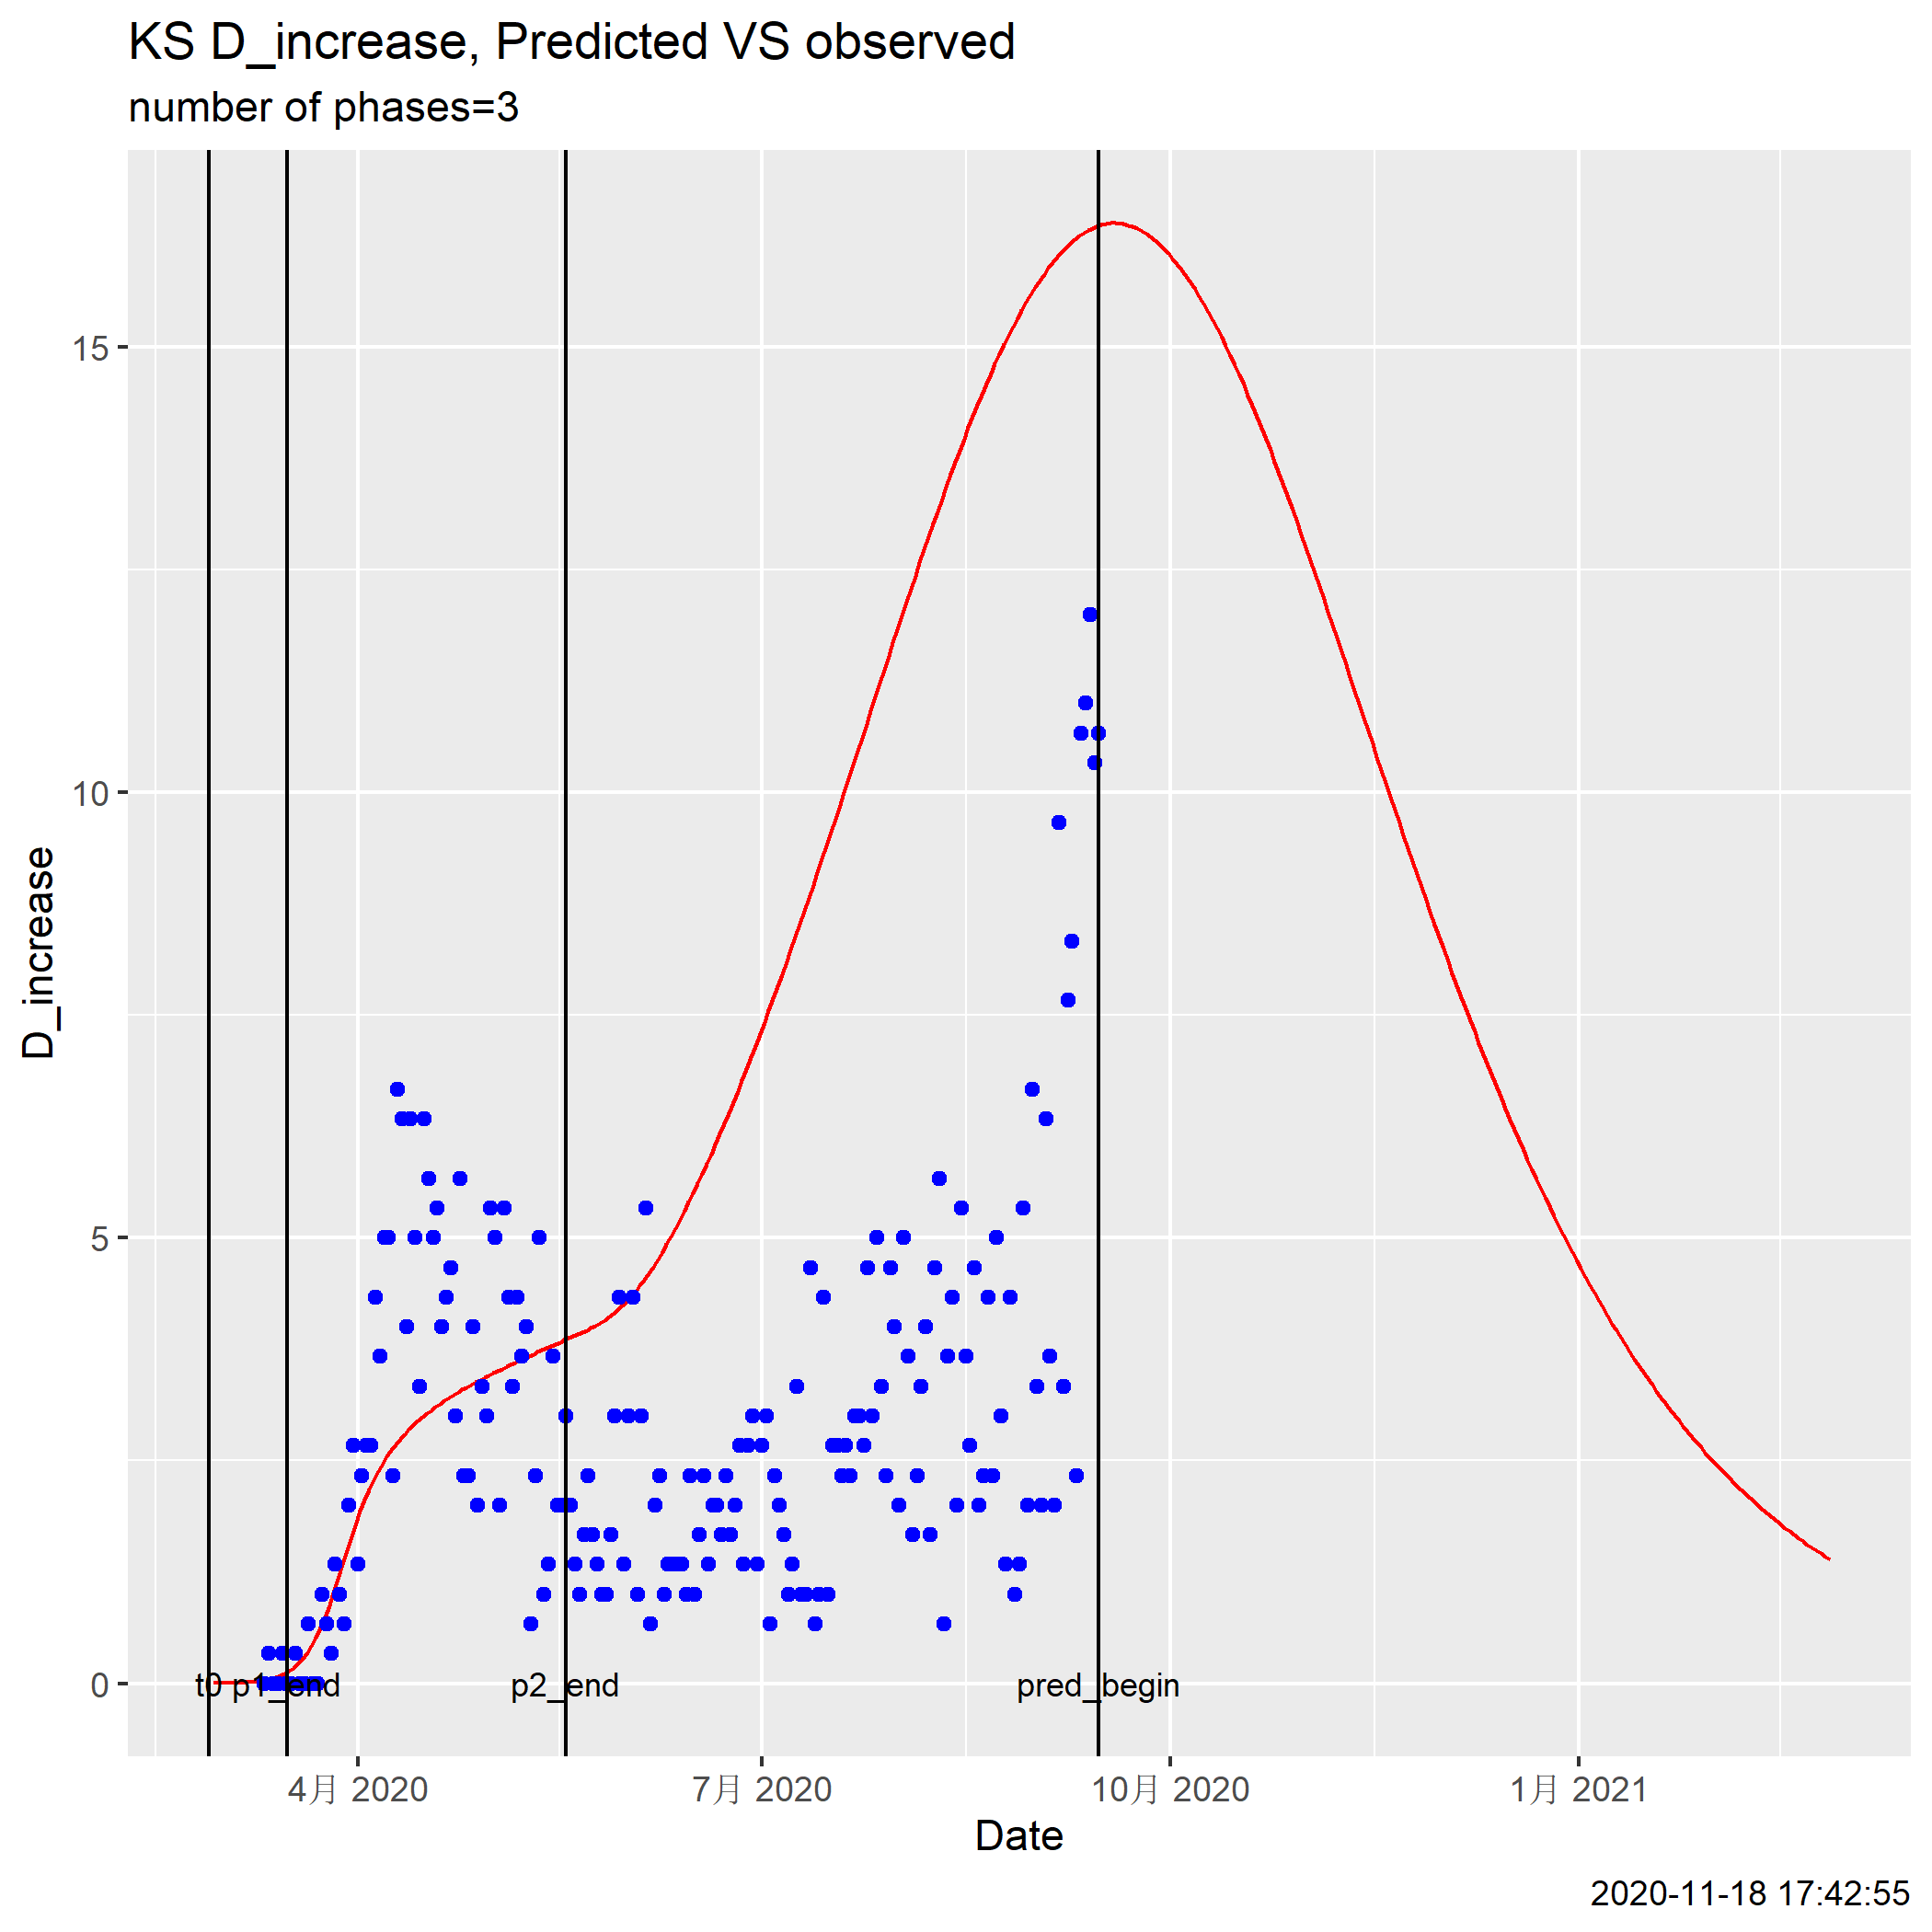 KS D_increase, Predicted VS observed
number of phases=3
D_increase
15
10
5
0
t0 p1_end p2_end pred_begin
4月 2020 7月 2020 10月 2020 1月 2021
Date
2020-11-18 17:42:55